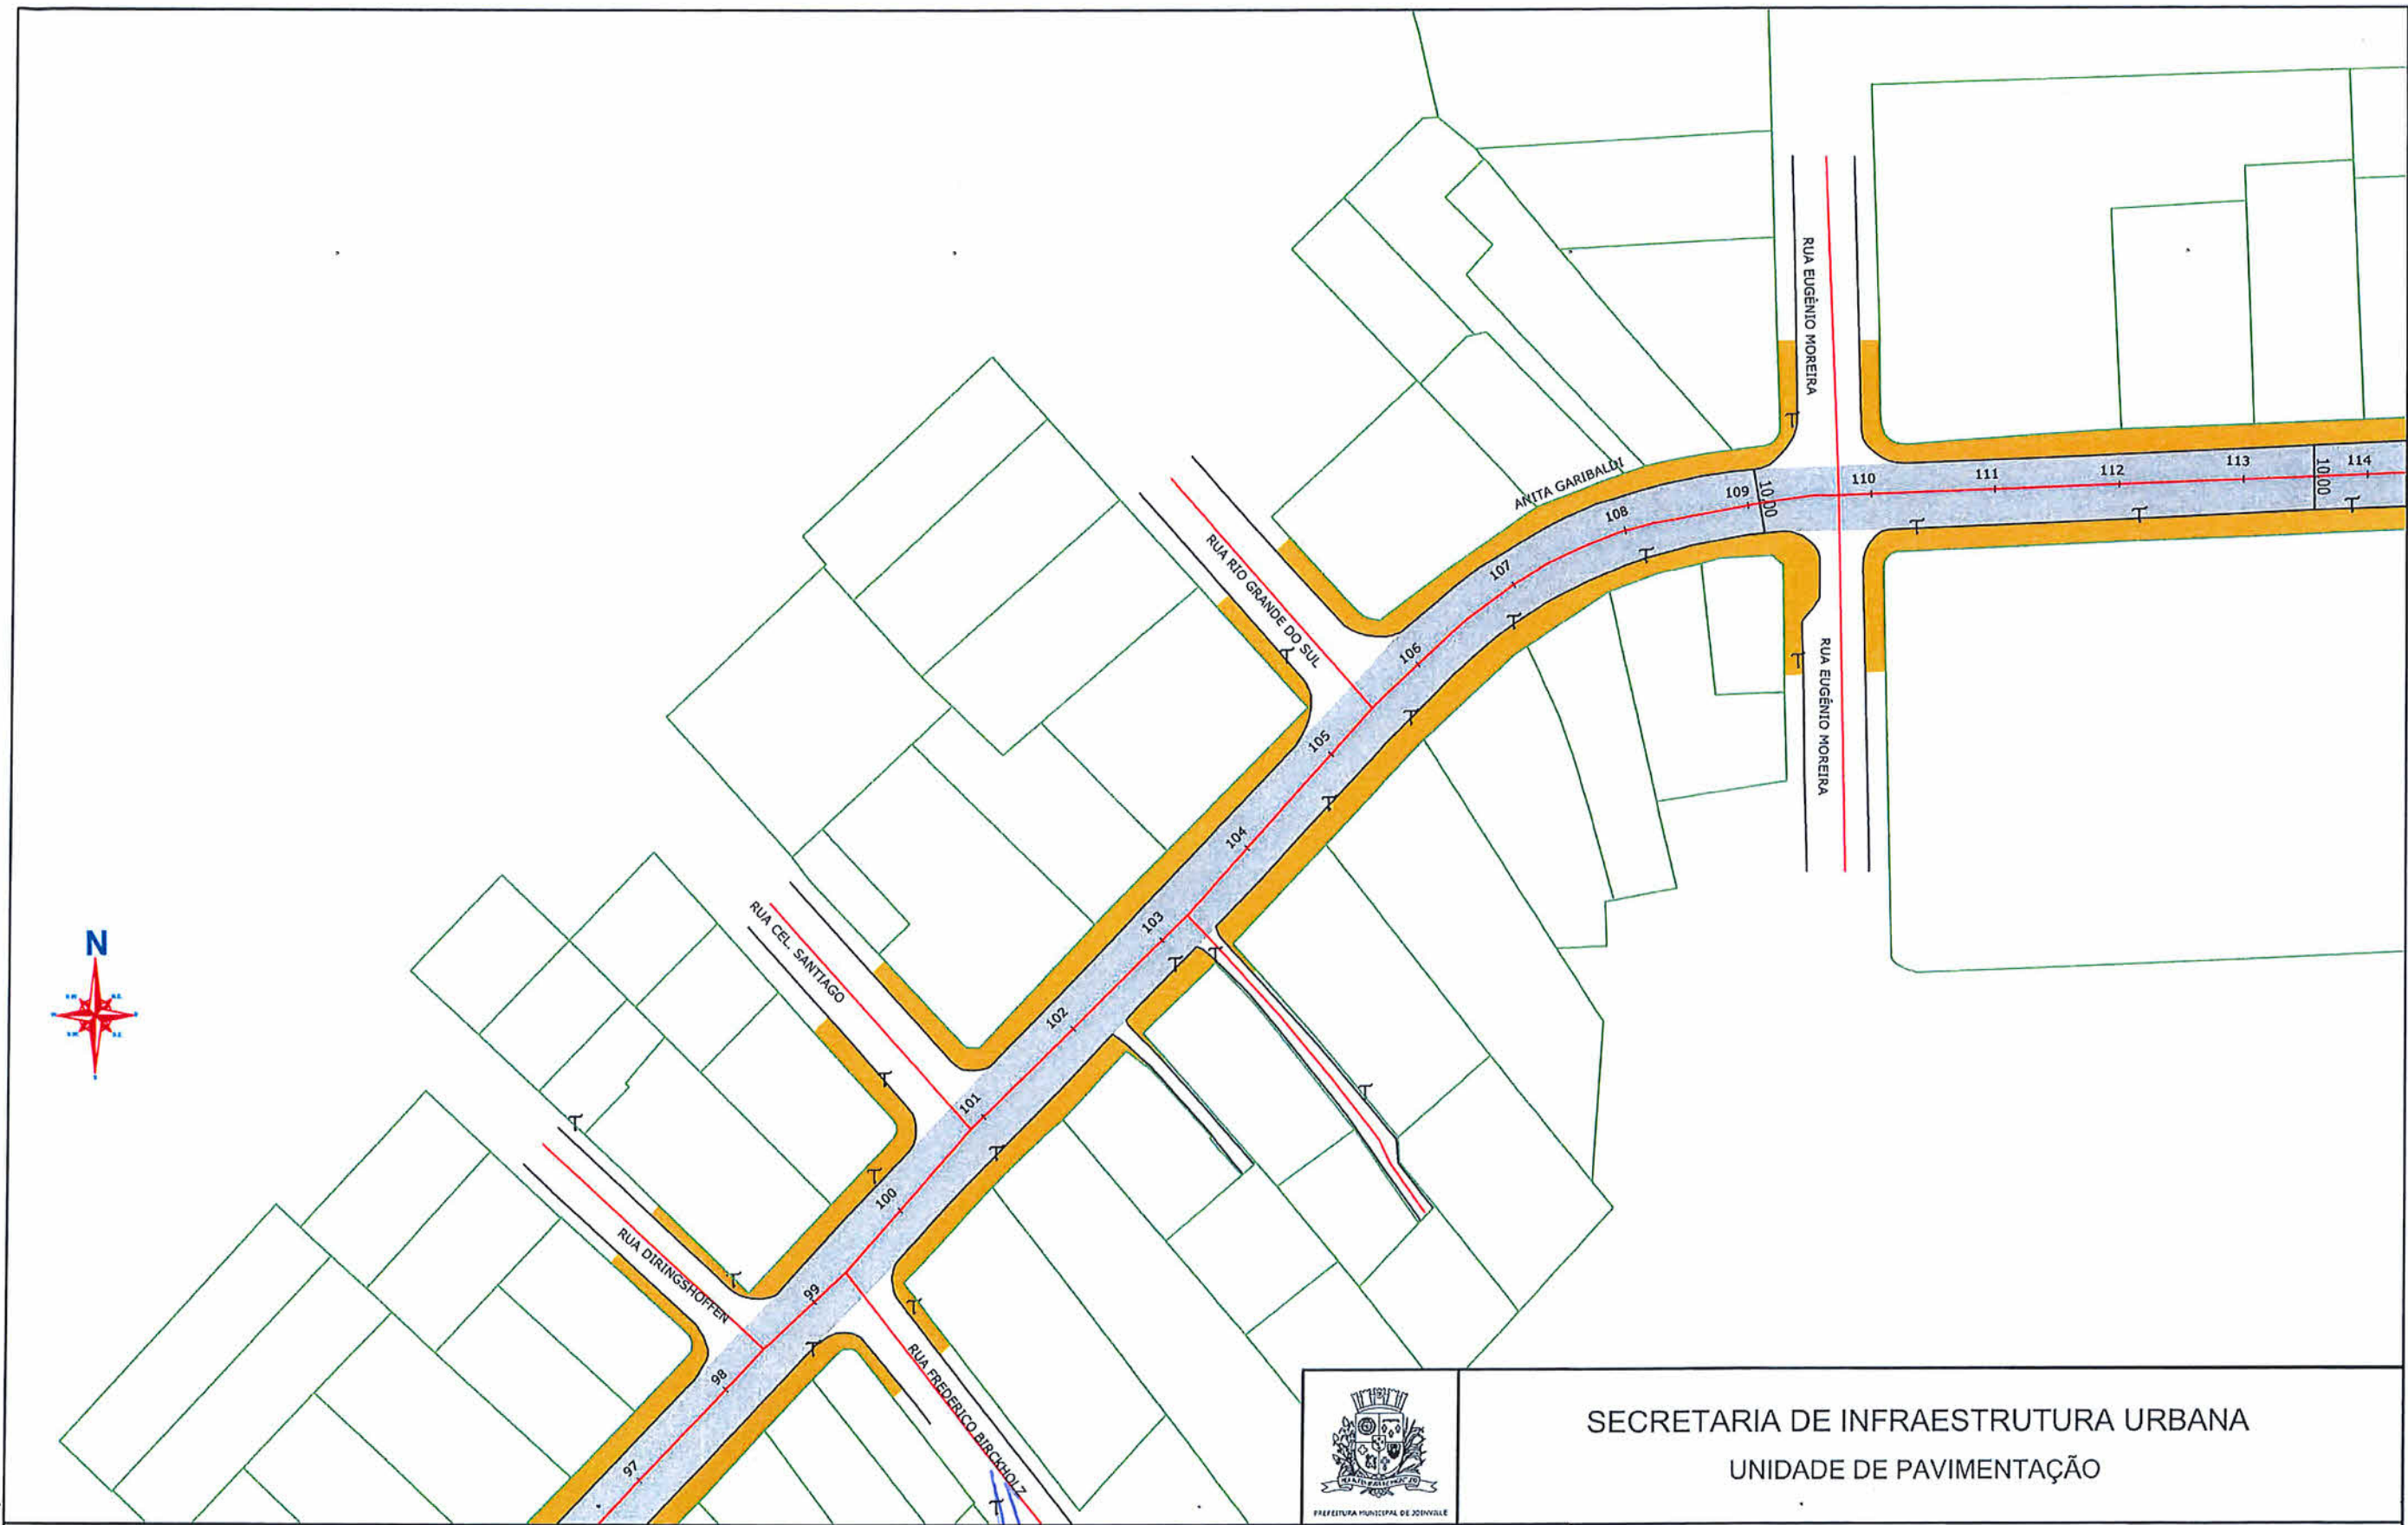 RUA EUGÊNIO MOREIRA
ANITA GARIBALDI
114
113
112
111
110
109
10.00
10.00
108
107
RUA RIO GRANDE DO SUL
106
RUA EUGÊNIO MOREIRA
105
104
RUA CEL. SANTIAGO
103
N
102
101
100
RUA DIRINGSHOFFEN
99
98
RUA FREDERICO BIRCKHOLZ
97
SECRETARIA DE INFRAESTRUTURA URBANA
UNIDADE DE PAVIMENTAÇÃO
PREFEITURA MUNICIPAL DE JOINVILLE